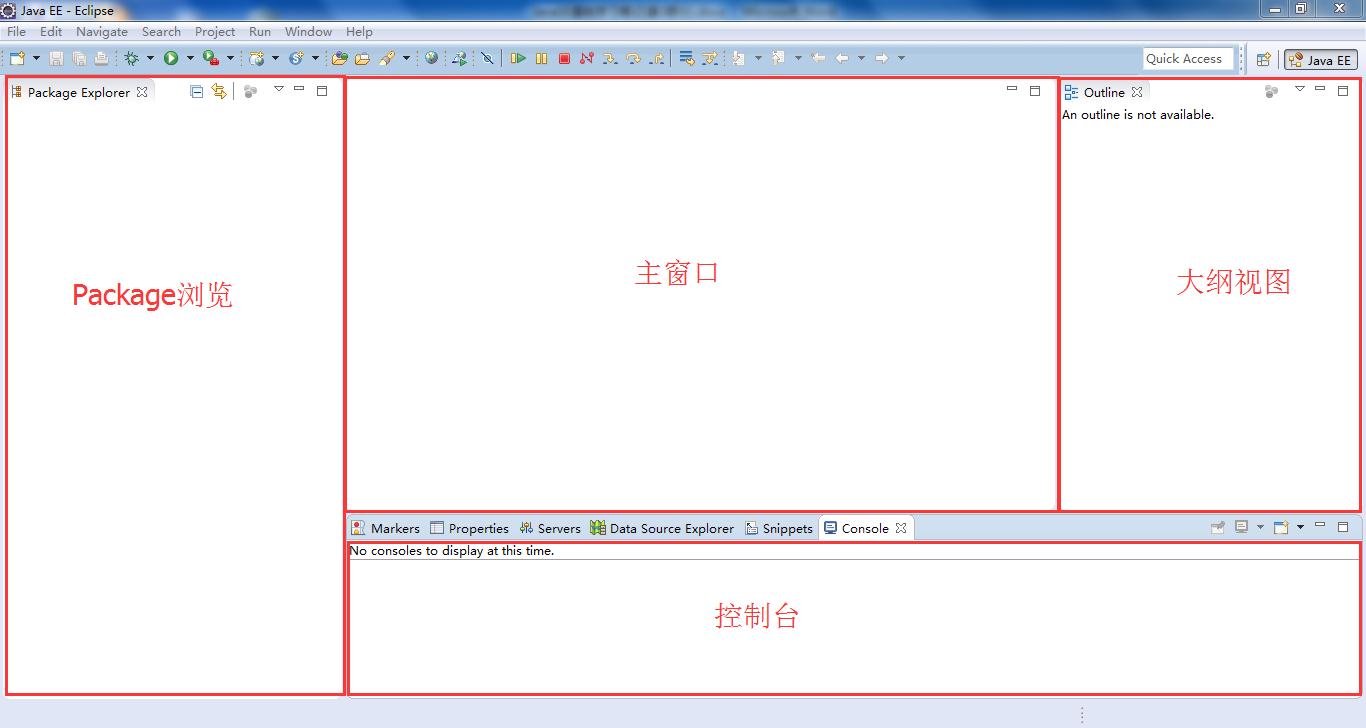 Java EE - Eclipse
File Edit Navigate Search Project Run Window Help
Quick Access
Java EE
Package Explorer
Outline
An outline is not available.
Package浏览
主窗口
大纲视图
Markers Properties Servers Data Source Explorer Snippets Console
No consoles to display at this time.
控制台